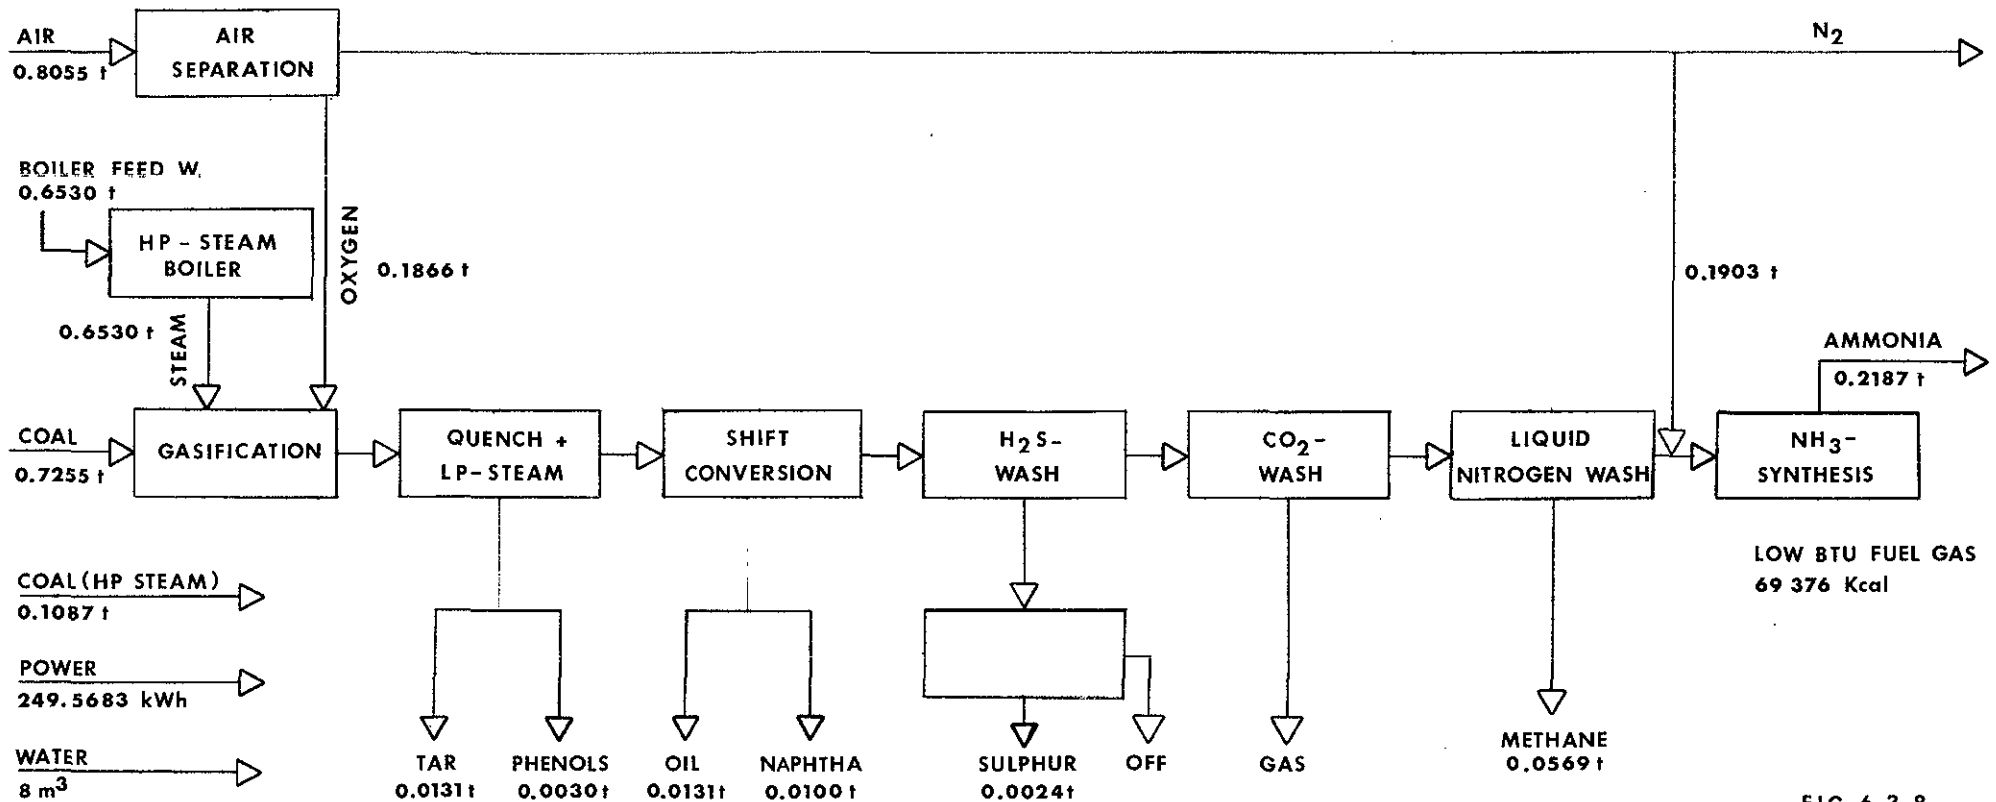 AIR
0.8055 t
AIR
SEPARATION
N2
BOILER FEED W.
0.6530 t
HP - STEAM
BOILER
OXYGEN
0.1866 t
0.1903 t
0.6530 t
STEAM
AMMONIA
0.2187 t
COAL
0.7255 t
GASIFICATION
QUENCH +
LP-STEAM
SHIFT
CONVERSION
H2S-
WASH
CO2-
WASH
LIQUID
NITROGEN WASH
NH3-
SYNTHESIS
LOW BTU FUEL GAS
69 376 Kcal
COAL (HP STEAM)
0.1087 t
POWER
249.5683 kWh
WATER
8 m3
TAR
0.0131 t
PHENOLS
0.0030 t
OIL
0.0131 t
NAPHTHA
0.0100 t
SULPHUR
0.0024 t
OFF
GAS
METHANE
0.0569 t